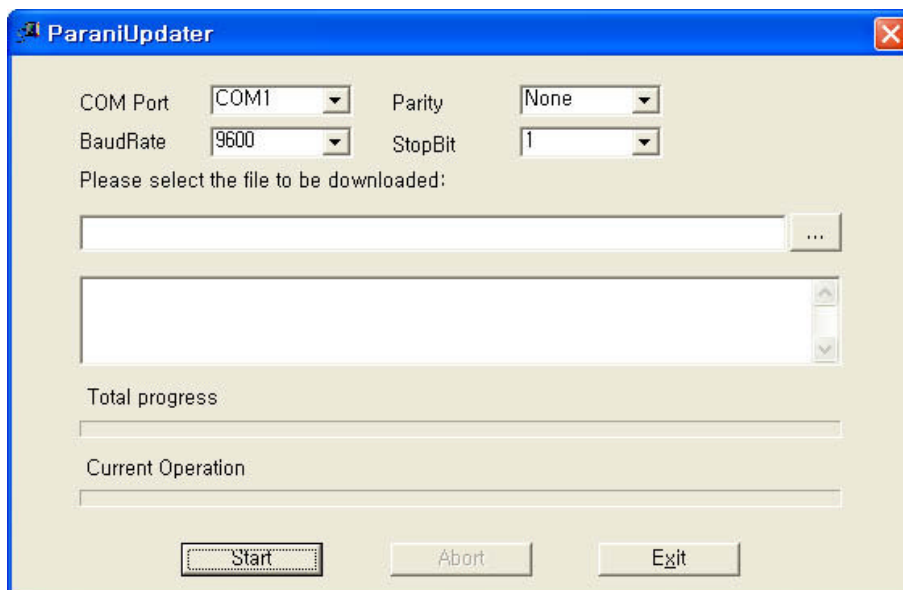 ParaniUpdater
COM Port COM1 Parity None
BaudRate 9600 StopBit 1
Please select the file to be downloaded:
...
Total progress
Current Operation
Start Abort Exit